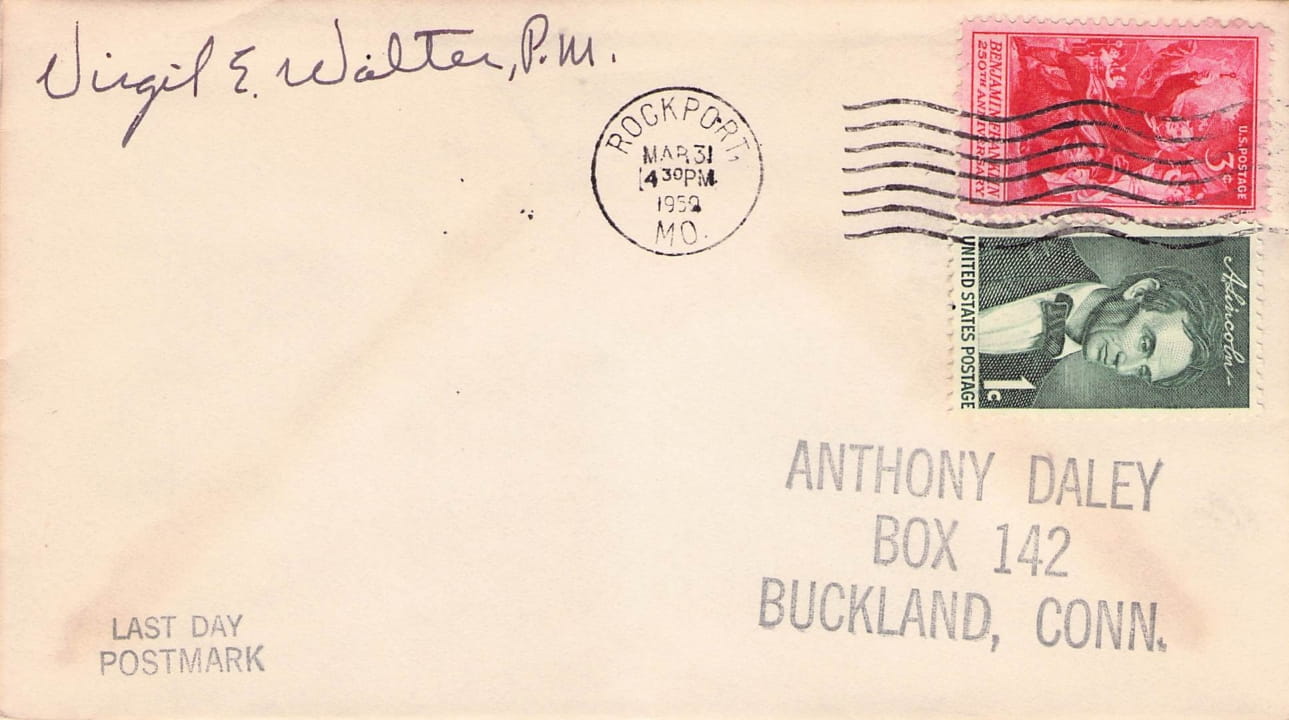 Virgil E. Walter, P.M.
ROCKPORT,
MAR 31
4 30 PM
1959
MO.
BENJAMIN FRANKLIN
250TH ANNIVERSARY
U.S. POSTAGE
3¢
A. Lincoln
UNITED STATES POSTAGE
1¢
ANTHONY DALEY
BOX 142
BUCKLAND, CONN.
LAST DAY
POSTMARK